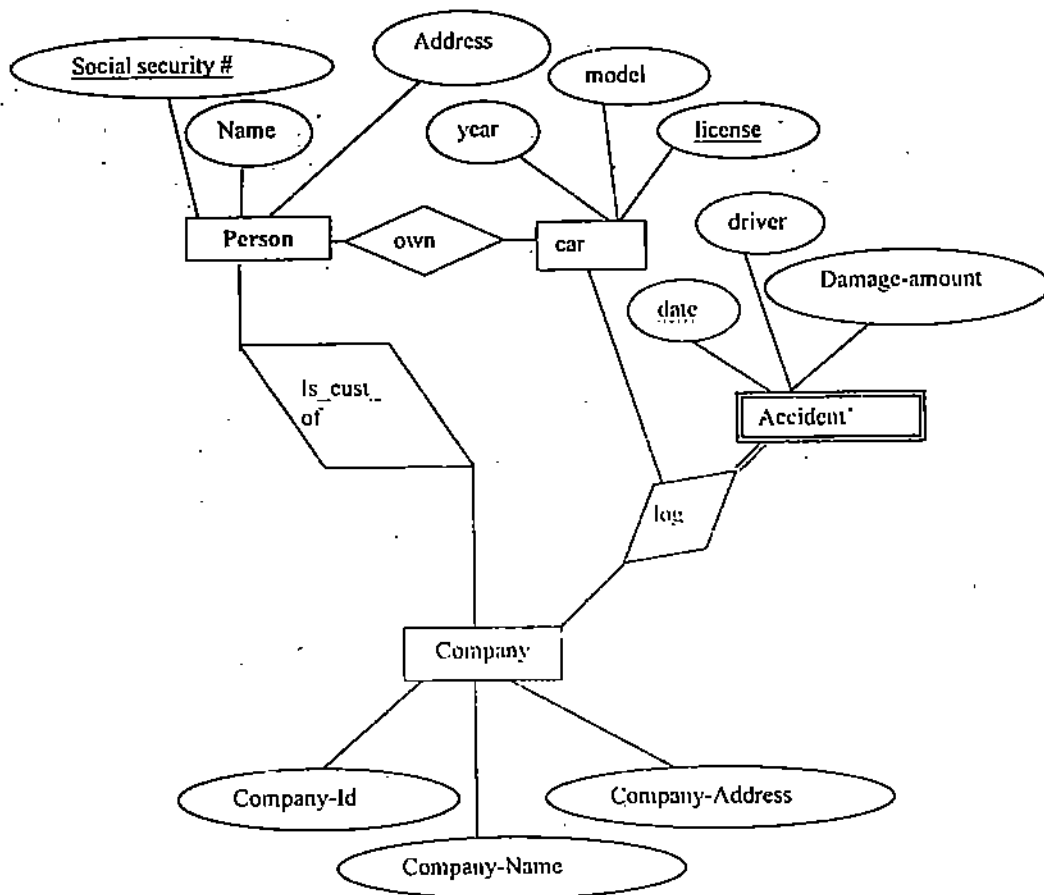 Address
Social security #
model
Name
year
license
driver
Person
own
car
Damage-amount
date
Is_cust_
of
Accident
log
Company
Company-Id
Company-Address
Company-Name